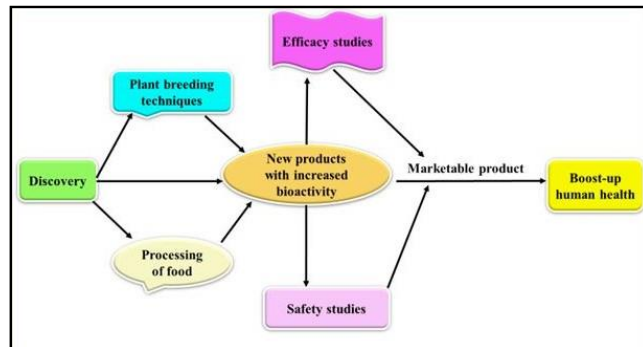 Efficacy studies
Plant breeding
techniques
Discovery
New products
with increased
bioactivity
Marketable product
Boost-up
human health
Processing
of food
Safety studies